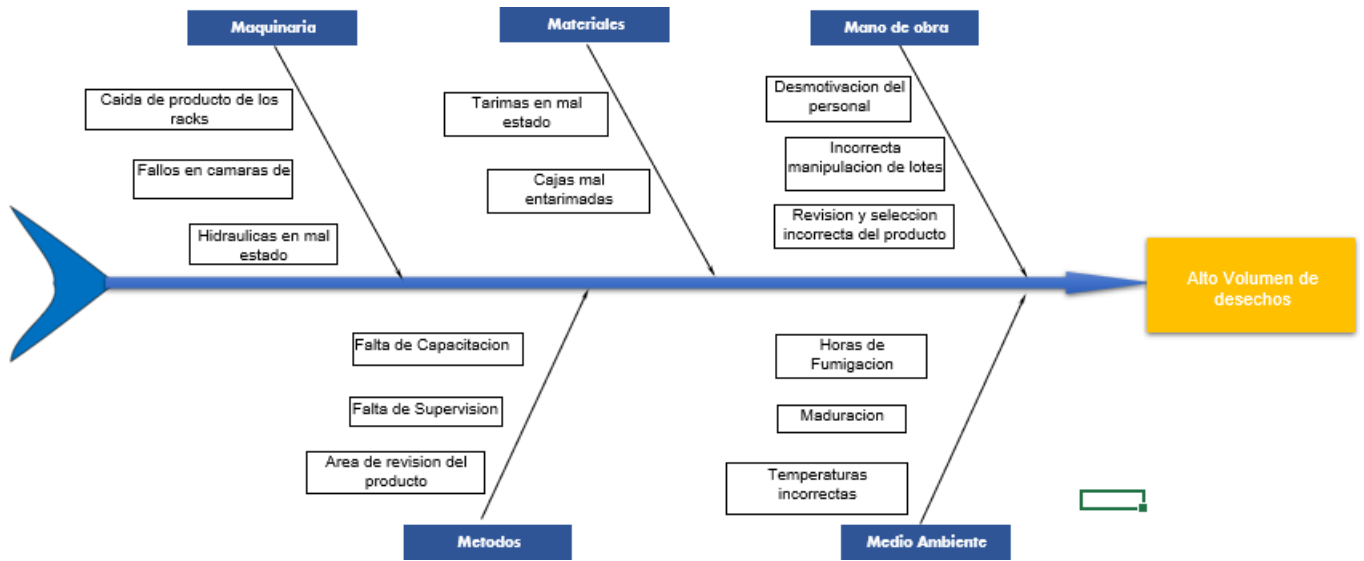 Maquinaria
Materiales
Mano de obra
Caida de producto de los
racks
Fallos en camaras de
Hidraulicas en mal
estado
Tarimas en mal
estado
Cajas mal
entarimadas
Desmotivacion del
personal
Incorrecta
manipulacion de lotes
Revision y seleccion
incorrecta del producto
Alto Volumen de
desechos
Falta de Capacitacion
Falta de Supervision
Area de revision del
producto
Horas de
Fumigacion
Maduracion
Temperaturas
incorrectas
Metodos
Medio Ambiente